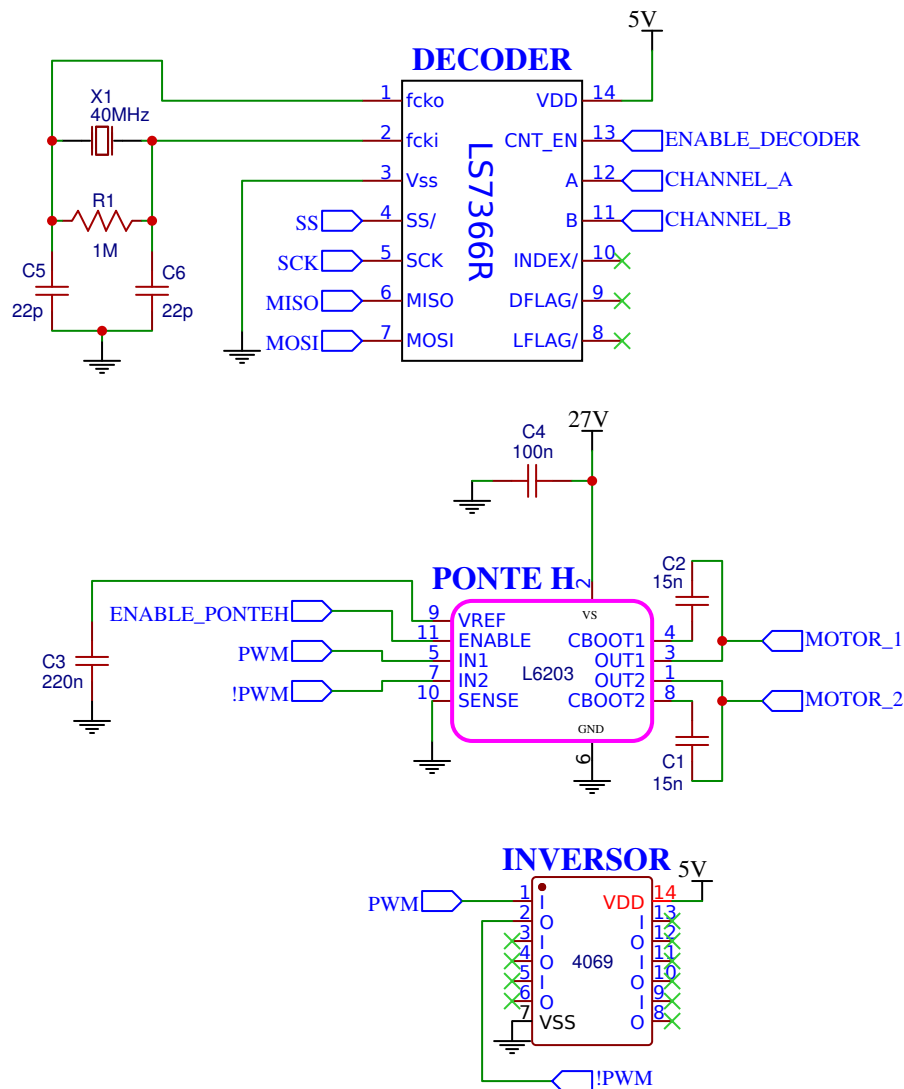 5V
DECODER
X1
40MHz
1 fcko VDD 14
2 fcki CNT_EN 13 ENABLE_DECODER
3 Vss A 12 CHANNEL_A
LS7366R
R1
1M
SS 4 SS/ B 11 CHANNEL_B
SCK 5 SCK INDEX/ 10
C5
22p
C6
22p
MISO 6 MISO DFLAG/ 9
MOSI 7 MOSI LFLAG/ 8
27V
C4
100n
PONTE H
2
VS
C2
15n
9 VREF
ENABLE_PONTEH 11 ENABLE CBOOT1 4 MOTOR_1
PWM 5 IN1 OUT1 3
L6203
!PWM 7 IN2 OUT2 1
10 SENSE CBOOT2 8 MOTOR_2
C3
220n
GND
6
C1
15n
INVERSOR
5V
PWM 1 I VDD 14
2 O I 13
3 I O 12
4 O I 11
4069
5 I O 10
6 O I 9
7 VSS O 8
!PWM